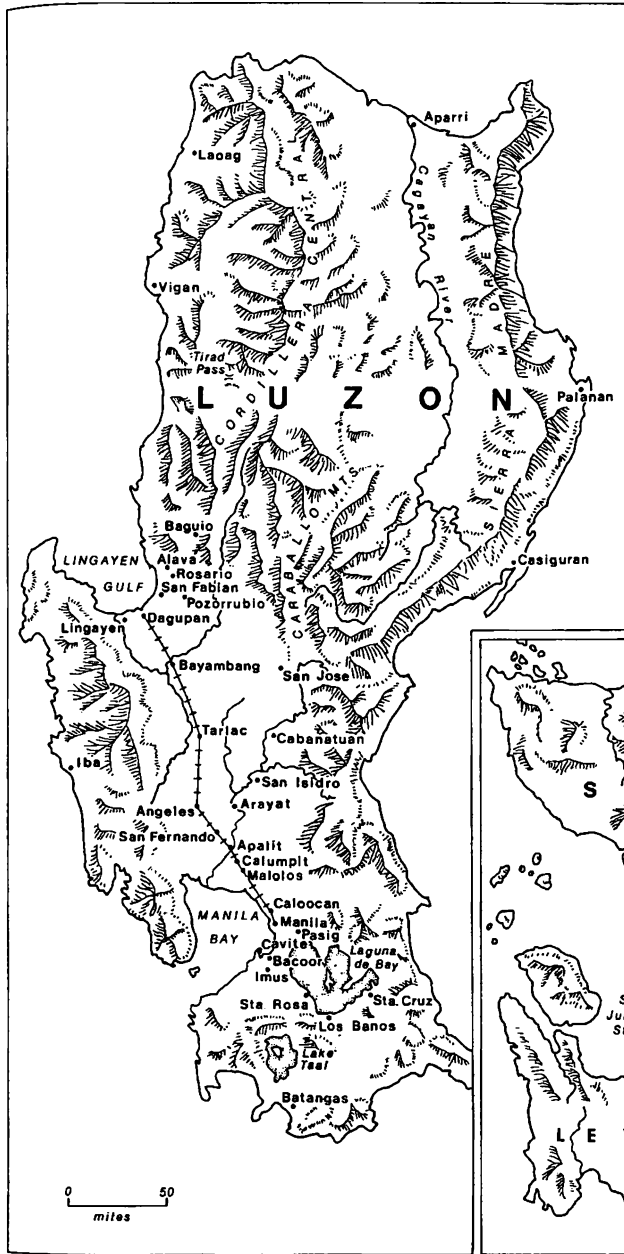 Aparri
Laoag
CORDILLERA CENTRAL
Cagayan River
SIERRA MADRE
Vigan
Tirad
Pass
LUZON
Palanan
CARABALLO MTS.
Baguio
LINGAYEN
GULF
Alava
Rosario
San Fabian
Pozorrubio
Casiguran
Lingayen
Dagupan
Bayambang
San Jose
Tarlac
Cabanatuan
Iba
San Isidro
Angeles
Arayat
San Fernando
Apalit
Calumpit
Malolos
Caloocan
MANILA
BAY
Manila
Pasig
Cavite
Bacoor
Imus
Laguna
de Bay
Sta. Rosa
Sta. Cruz
Los Banos
Lake
Taal
Batangas
0 50
miles
S
S
Ju
St
L E